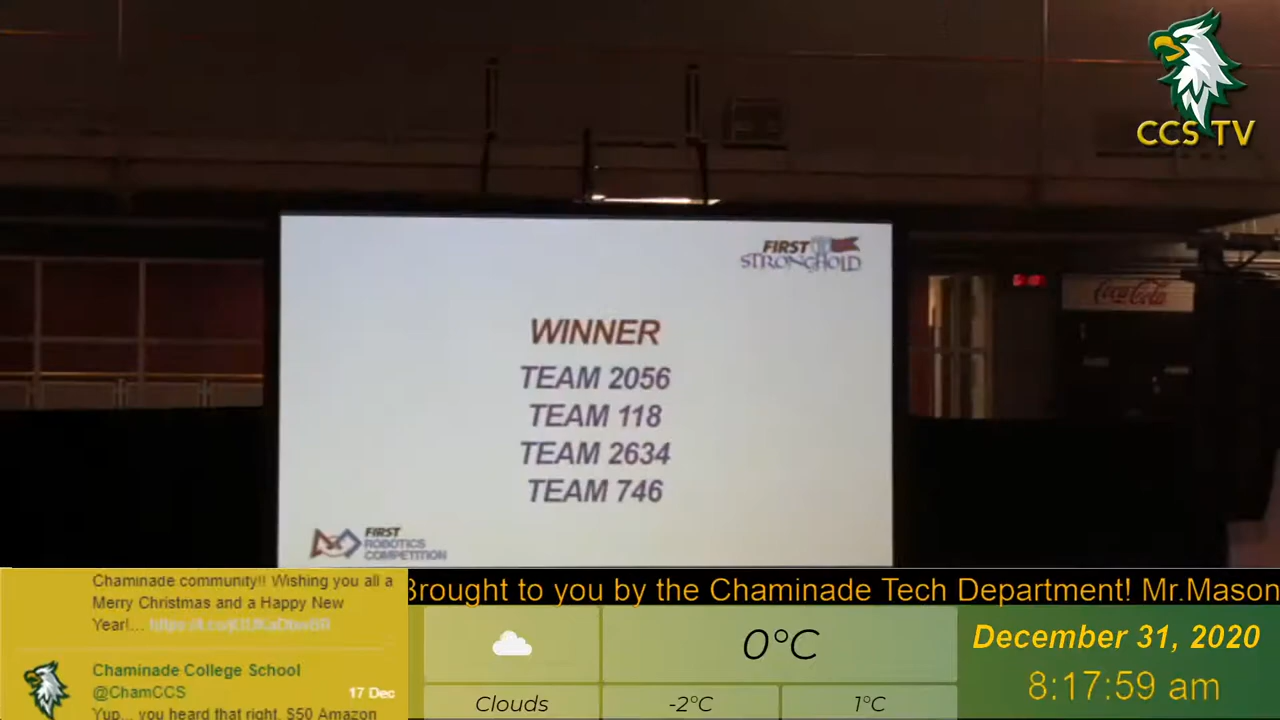 CCS TV
FIRST
STRONGHOLD
Coca-Cola
WINNER
TEAM 2056
TEAM 118
TEAM 2634
TEAM 746
FIRST
ROBOTICS
COMPETITION
Chaminade community!! Wishing you all a
Merry Christmas and a Happy New
Year!...
Chaminade College School
@ChamCCS
17 Dec
Yup... you heard that right, $50 Amazon
Brought to you by the Chaminade Tech Department! Mr.Mason
0°C
Clouds
-2°C
1°C
December 31, 2020
8:17:59 am